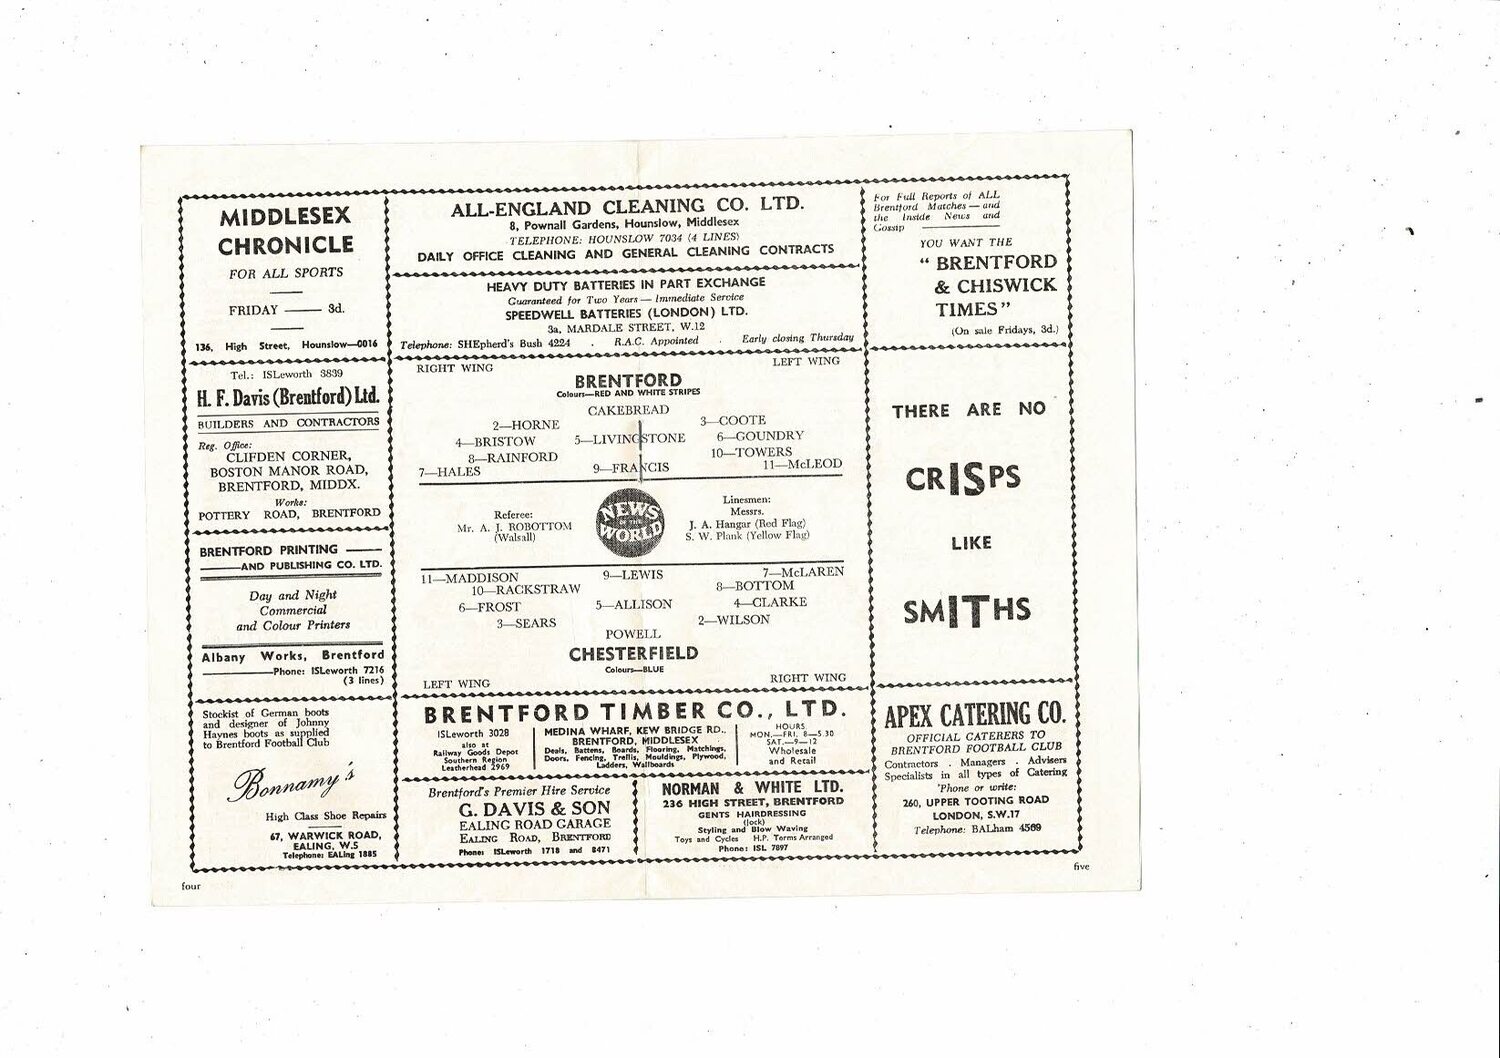 MIDDLESEX
CHRONICLE
FOR ALL SPORTS
FRIDAY —— 3d.
136, High Street, Hounslow—0016
Tel.: ISLeworth 3839
H. F. Davis (Brentford) Ltd.
BUILDERS AND CONTRACTORS
Reg. Office:
CLIFDEN CORNER,
BOSTON MANOR ROAD,
BRENTFORD, MIDDX.
Works:
POTTERY ROAD, BRENTFORD
BRENTFORD PRINTING ——
——AND PUBLISHING CO. LTD.
Day and Night
Commercial
and Colour Printers
Albany Works, Brentford
——Phone: ISLeworth 7216
(3 lines)
Stockist of German boots
and designer of Johnny
Haynes boots as supplied
to Brentford Football Club
Bonnamy's
High Class Shoe Repairs
67, WARWICK ROAD,
EALING, W.5
Telephone: EALing 1885
four
ALL-ENGLAND CLEANING CO. LTD.
8, Pownall Gardens, Hounslow, Middlesex
TELEPHONE: HOUNSLOW 7034 (4 LINES)
DAILY OFFICE CLEANING AND GENERAL CLEANING CONTRACTS
HEAVY DUTY BATTERIES IN PART EXCHANGE
Guaranteed for Two Years — Immediate Service
SPEEDWELL BATTERIES (LONDON) LTD.
3a, MARDALE STREET, W.12
Telephone: SHEpherd's Bush 4224 . R.A.C. Appointed . Early closing Thursday
RIGHT WING LEFT WING
BRENTFORD
Colours—RED AND WHITE STRIPES
CAKEBREAD
2—HORNE 3—COOTE
4—BRISTOW 5—LIVINGSTONE 6—GOUNDRY
8—RAINFORD 10—TOWERS
7—HALES 9—FRANCIS 11—McLEOD
Referee:
Mr. A. J. ROBOTTOM
(Walsall)
NEWS
OF THE
WORLD
Linesmen:
Messrs.
J. A. Hangar (Red Flag)
S. W. Plank (Yellow Flag)
11—MADDISON 9—LEWIS 7—McLAREN
10—RACKSTRAW 8—BOTTOM
6—FROST 5—ALLISON 4—CLARKE
3—SEARS 2—WILSON
POWELL
CHESTERFIELD
Colours—BLUE
LEFT WING RIGHT WING
BRENTFORD TIMBER CO., LTD.
ISLeworth 3028
also at
Railway Goods Depot
Southern Region
Leatherhead 2969
MEDINA WHARF, KEW BRIDGE RD.,
BRENTFORD, MIDDLESEX
Deals, Battens, Boards, Flooring, Matchings,
Doors, Fencing, Trellis, Mouldings, Plywood,
Ladders, Wallboards
HOURS
MON.—FRI. 8—5.30
SAT.—9—12
Wholesale
and Retail
Brentford's Premier Hire Service
G. DAVIS & SON
EALING ROAD GARAGE
EALING ROAD, BRENTFORD
Phone: ISLeworth 1718 and 8471
NORMAN & WHITE LTD.
236 HIGH STREET, BRENTFORD
GENTS HAIRDRESSING
(Jock)
Styling and Blow Waving
Toys and Cycles H.P. Terms Arranged
Phone: ISL 7897
For Full Reports of ALL
Brentford Matches — and
the Inside News and
Gossip ——
YOU WANT THE
" BRENTFORD
& CHISWICK
TIMES "
(On sale Fridays, 3d.)
THERE ARE NO
CRISPS
LIKE
SMITHS
APEX CATERING CO.
OFFICIAL CATERERS TO
BRENTFORD FOOTBALL CLUB
Contractors . Managers . Advisers
Specialists in all types of Catering
'Phone or write:
260, UPPER TOOTING ROAD
LONDON, S.W.17
Telephone: BALham 4569
five